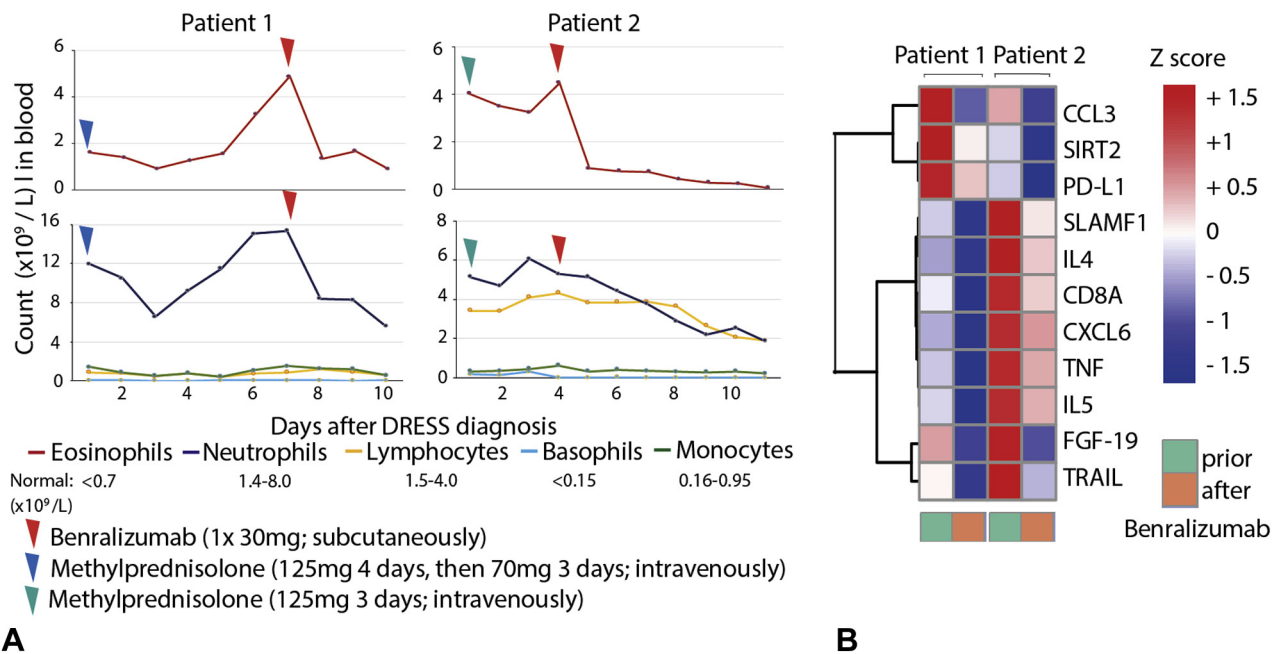 Patient 1
Patient 2
Count (x10⁹ / L) l in blood
6
4
2
0
6
4
2
0
16
12
8
4
0
8
6
4
2
0
2 4 6 8 10
2 4 6 8 10
Days after DRESS diagnosis
Eosinophils Neutrophils Lymphocytes Basophils Monocytes
Normal: <0.7 1.4-8.0 1.5-4.0 <0.15 0.16-0.95
(x10⁹/L)
Benralizumab (1x 30mg; subcutaneously)
Methylprednisolone (125mg 4 days, then 70mg 3 days; intravenously)
Methylprednisolone (125mg 3 days; intravenously)
A
B
Patient 1 Patient 2
CCL3
SIRT2
PD-L1
SLAMF1
IL4
CD8A
CXCL6
TNF
IL5
FGF-19
TRAIL
Z score
+ 1.5
+1
+ 0.5
0
- 0.5
- 1
- 1.5
prior
after
Benralizumab